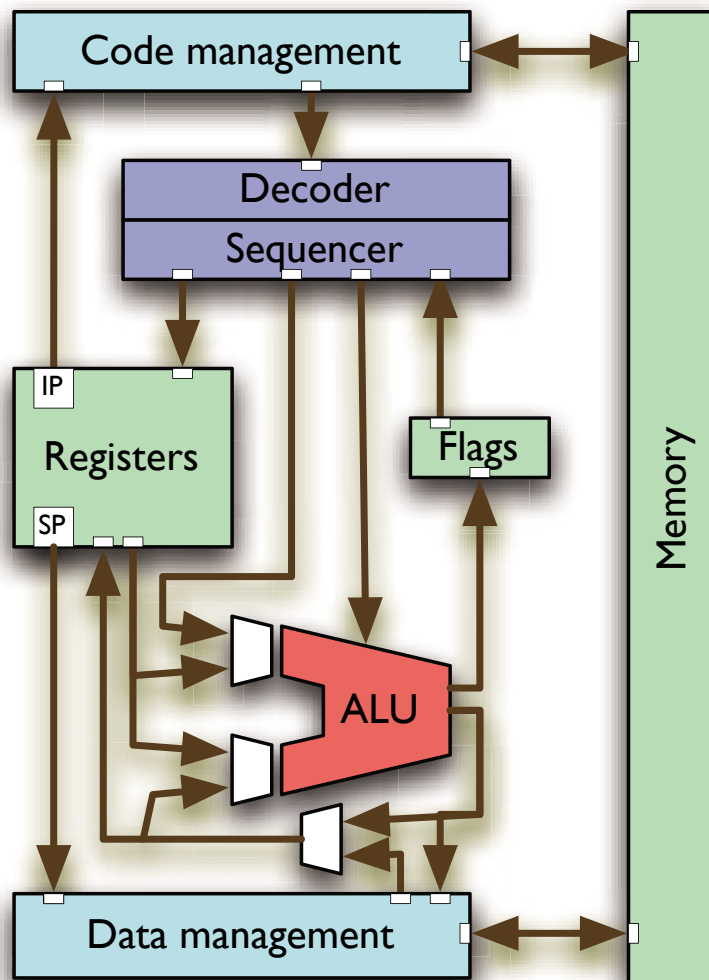 Code management
Decoder
Sequencer
IP
Registers
SP
Flags
Memory
ALU
Data management